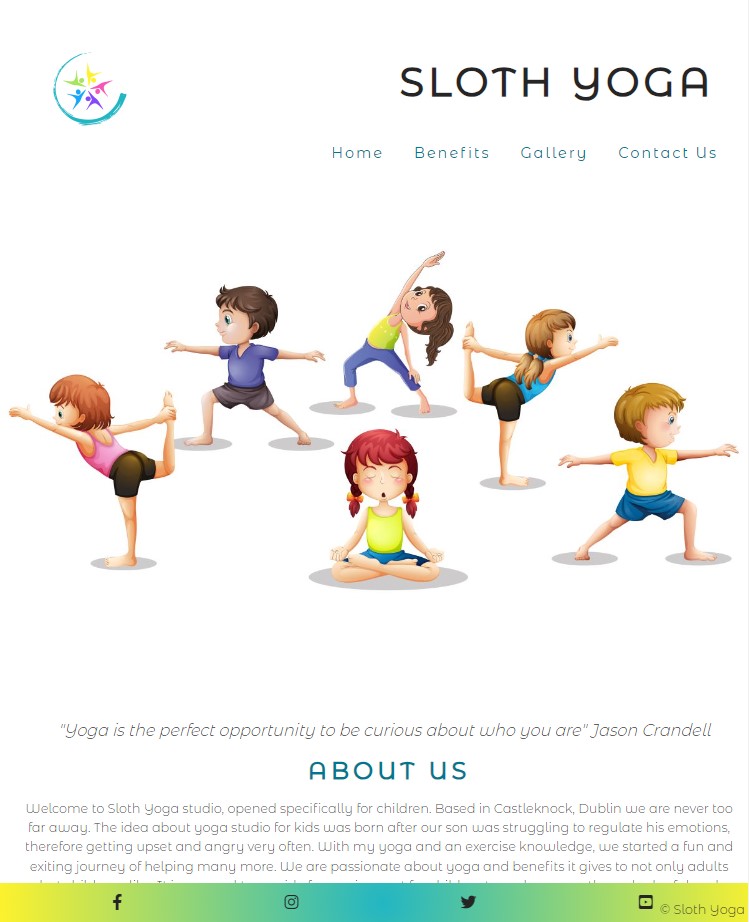 SLOTH YOGA
Home Benefits Gallery Contact Us
"Yoga is the perfect opportunity to be curious about who you are" Jason Crandell
ABOUT US
Welcome to Sloth Yoga studio, opened specifically for children. Based in Castleknock, Dublin we are never too
far away. The idea about yoga studio for kids was born after our son was struggling to regulate his emotions,
therefore getting upset and angry very often. With my yoga and an exercise knowledge, we started a fun and
exiting journey of helping many more. We are passionate about yoga and benefits it gives to not only adults
© Sloth Yoga